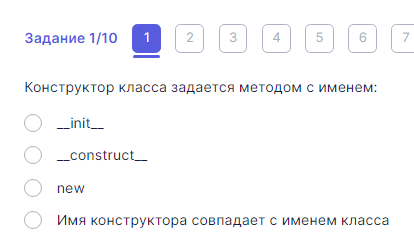 Задание 1/10 1 2 3 4 5 6 7
Конструктор класса задается методом с именем:
__init__
__construct__
new
Имя конструктора совпадает с именем класса